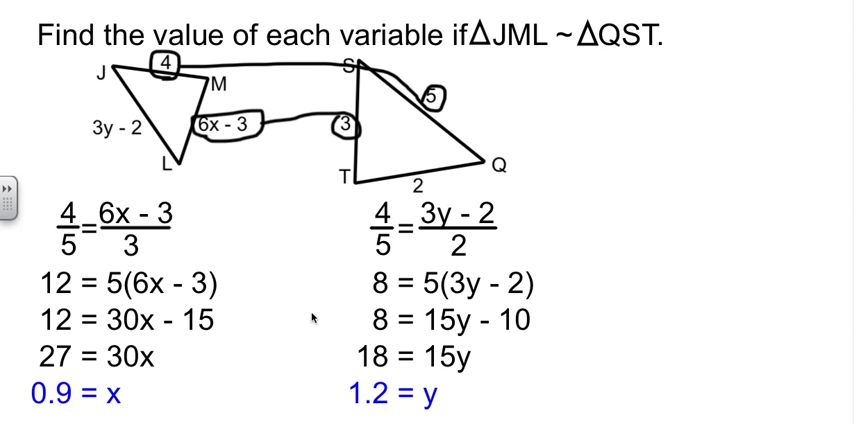 Find the value of each variable if△JML ~△QST.
J 4 M S 5
3y - 2 6x - 3 3
L T 2 Q
4/5 = 6x - 3/3
12 = 5(6x - 3)
12 = 30x - 15
27 = 30x
0.9 = x
4/5 = 3y - 2/2
8 = 5(3y - 2)
8 = 15y - 10
18 = 15y
1.2 = y